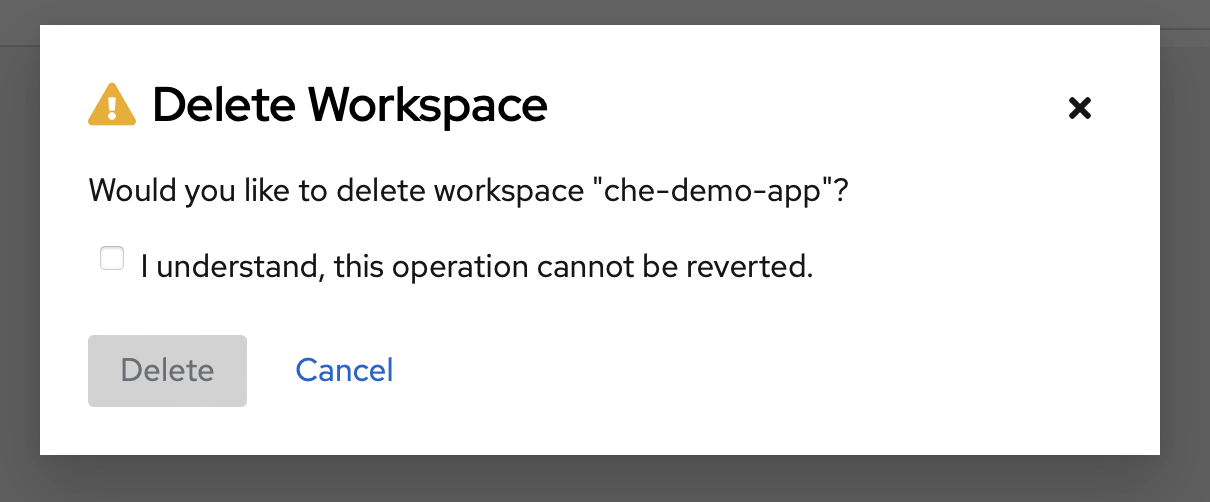 Delete Workspace
Would you like to delete workspace "che-demo-app"?
I understand, this operation cannot be reverted.
Delete
Cancel